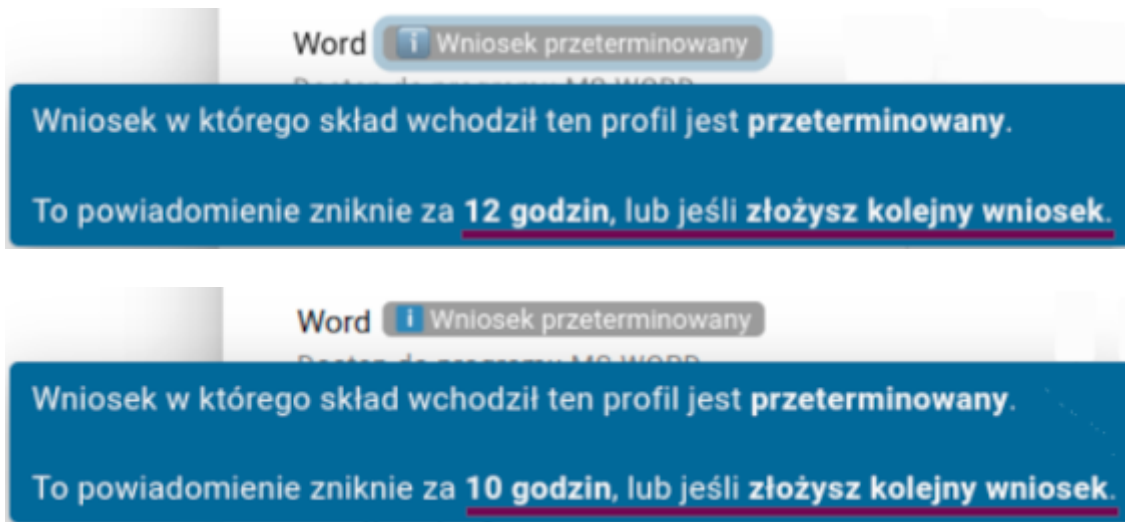 Word i Wniosek przeterminowany
Wniosek w którego skład wchodził ten profil jest przeterminowany.
To powiadomienie zniknie za 12 godzin, lub jeśli złożysz kolejny wniosek.
Word i Wniosek przeterminowany
Wniosek w którego skład wchodził ten profil jest przeterminowany.
To powiadomienie zniknie za 10 godzin, lub jeśli złożysz kolejny wniosek.